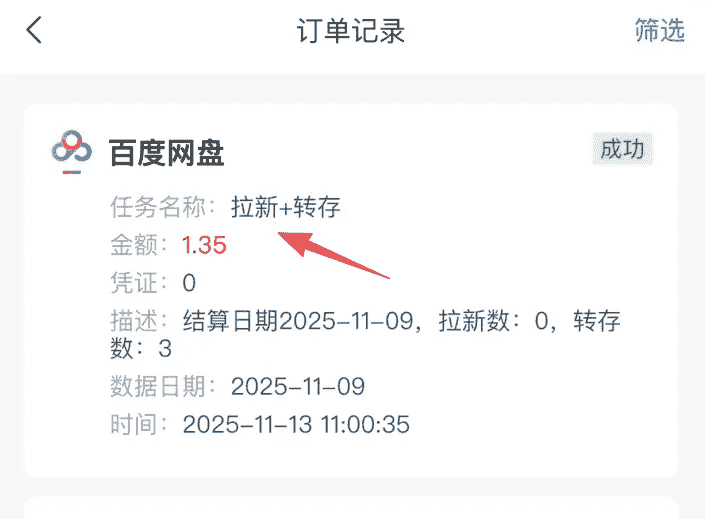 订单记录
筛选
百度网盘
成功
任务名称：拉新+转存
金额：1.35
凭证：0
描述：结算日期2025-11-09，拉新数：0，转存
数：3
数据日期：2025-11-09
时间：2025-11-13 11:00:35